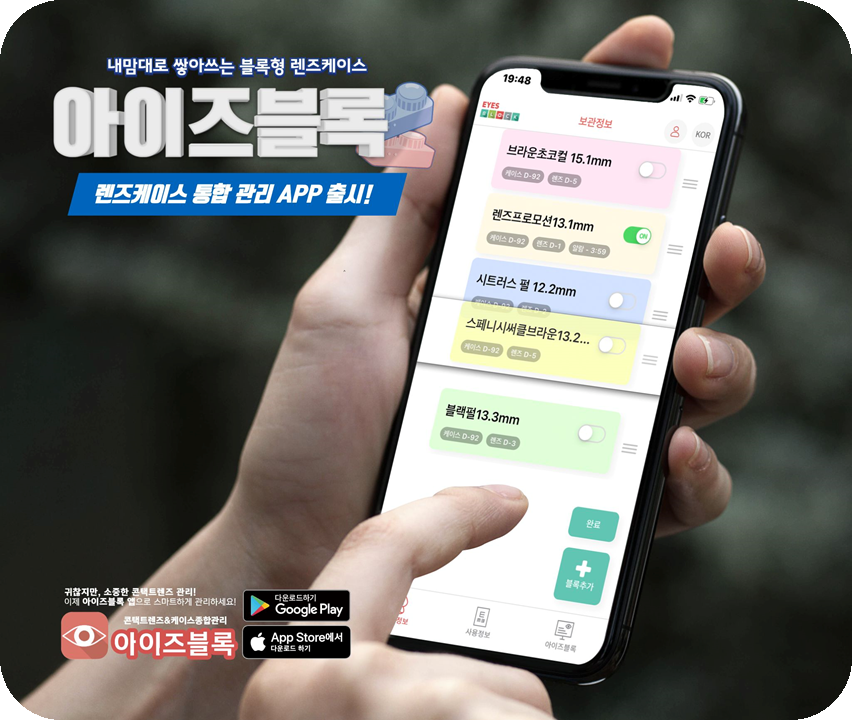 내맘대로 쌓아쓰는 블록형 렌즈케이스
아이즈블록
렌즈케이스 통합 관리 APP 출시!
19:48
EYES
BLOCK
보관정보
KOR
브라운초코컬 15.1mm
케이스 D-92 렌즈 D-5
렌즈프로모션13.1mm
ON
케이스 D-92 렌즈 D-1 알람 - 3:59
시트러스 펄 12.2mm
케이스 D-92 렌즈 D-2
스페니시써클브라운13.2...
케이스 D-92 렌즈 D-5
블랙펄13.3mm
케이스 D-92 렌즈 D-3
완료
블록추가
정보
사용정보
아이즈블록
귀찮지만, 소중한 콘택트렌즈 관리!
이제 아이즈블록 앱으로 스마트하게 관리하세요!
콘택트렌즈&케이스종합관리
아이즈블록
다운로드하기
Google Play
App Store에서
다운로드 하기